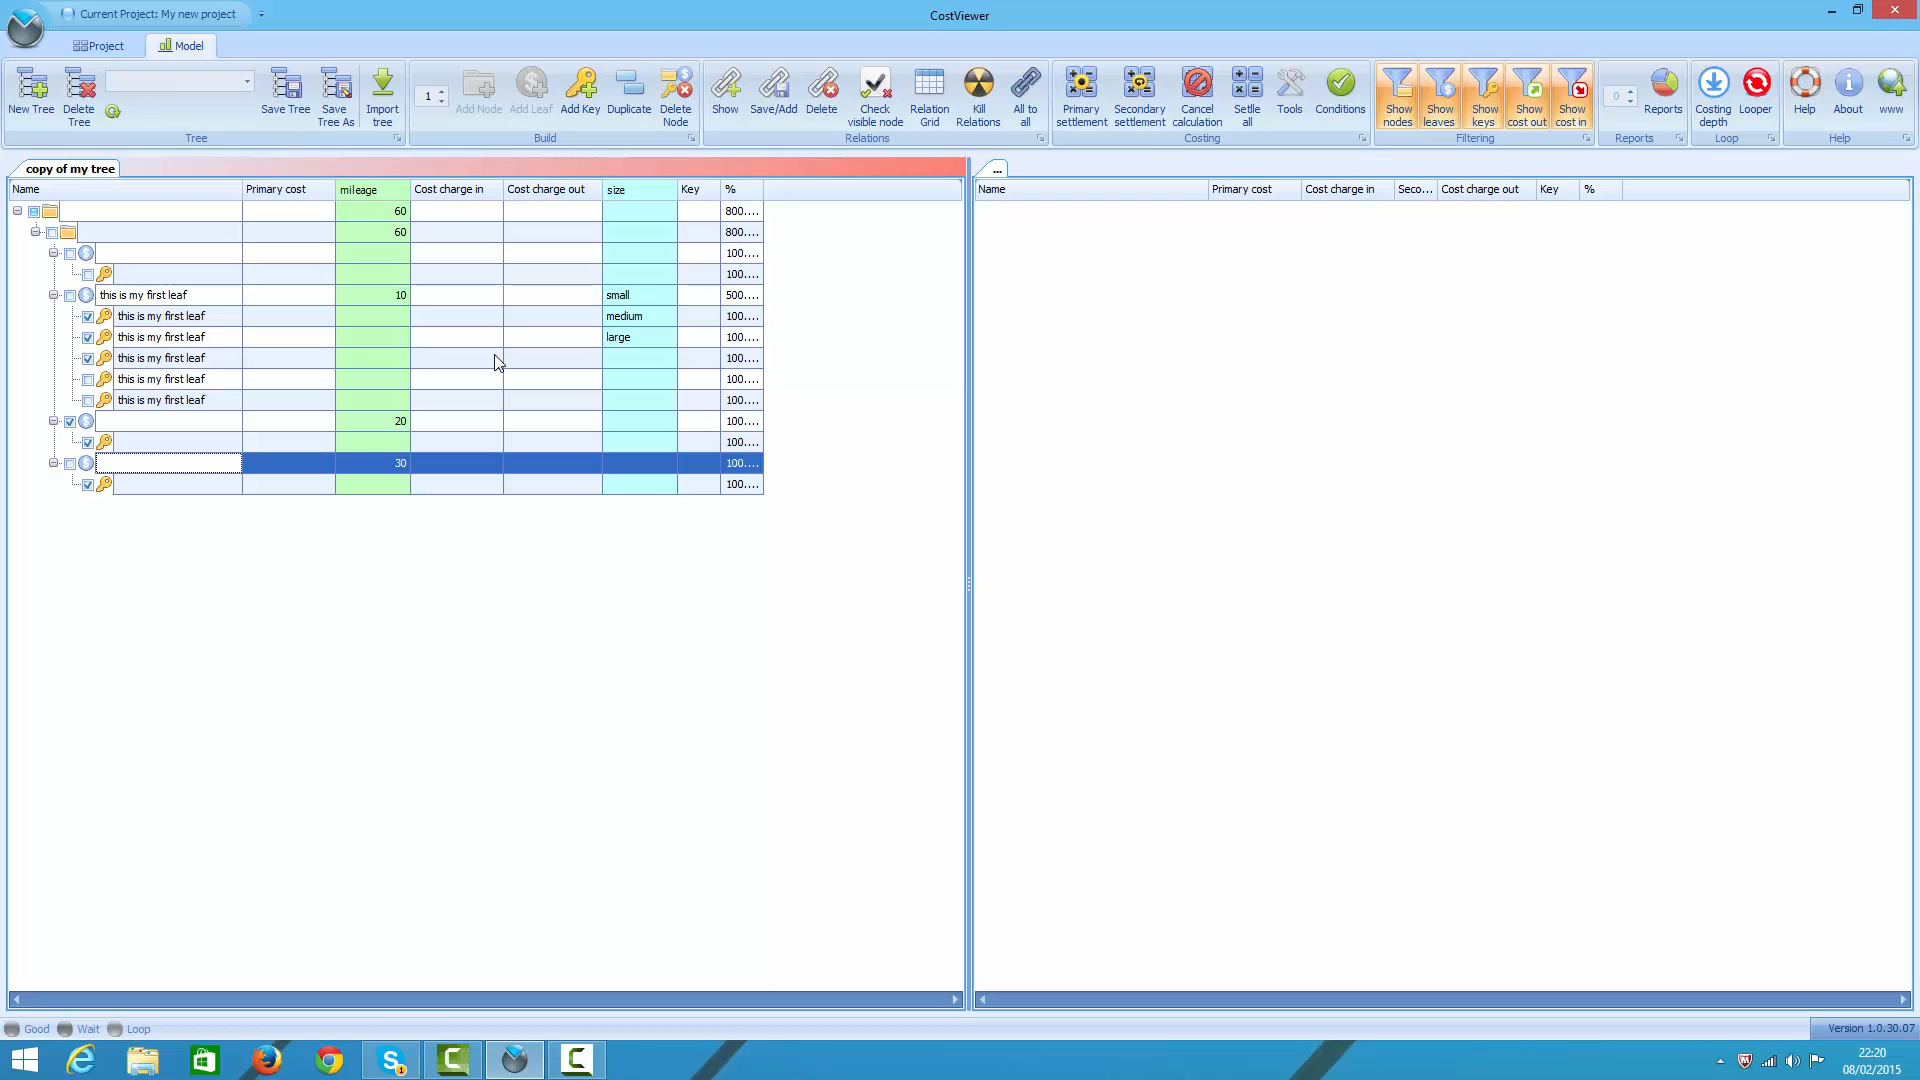 Current Project: My new project
CostViewer
Project
Model
New Tree
Delete Tree
Save Tree
Save Tree As
Import tree
Tree
1
Add Node
Add Leaf
Add Key
Duplicate
Delete Node
Build
Show
Save/Add
Delete
Check visible node
Relation Grid
Kill Relations
All to all
Relations
Primary settlement
Secondary settlement
Cancel calculation
Setlle all
Tools
Conditions
Costing
Show nodes
Show leaves
Show keys
Show cost out
Show cost in
Filtering
0
Reports
Reports
Costing depth
Looper
Loop
Help
About
www
Help
copy of my tree
...
Name Primary cost mileage Cost charge in Cost charge out size Key %
Name Primary cost Cost charge in Seco... Cost charge out Key %
60 800....
60 800....
100....
100....
this is my first leaf 10 small 500....
this is my first leaf medium 100....
this is my first leaf large 100....
this is my first leaf 100....
this is my first leaf 100....
this is my first leaf 100....
20 100....
100....
30 100....
100....
Good Wait Loop
Version 1.0.30.07
22:20
08/02/2015